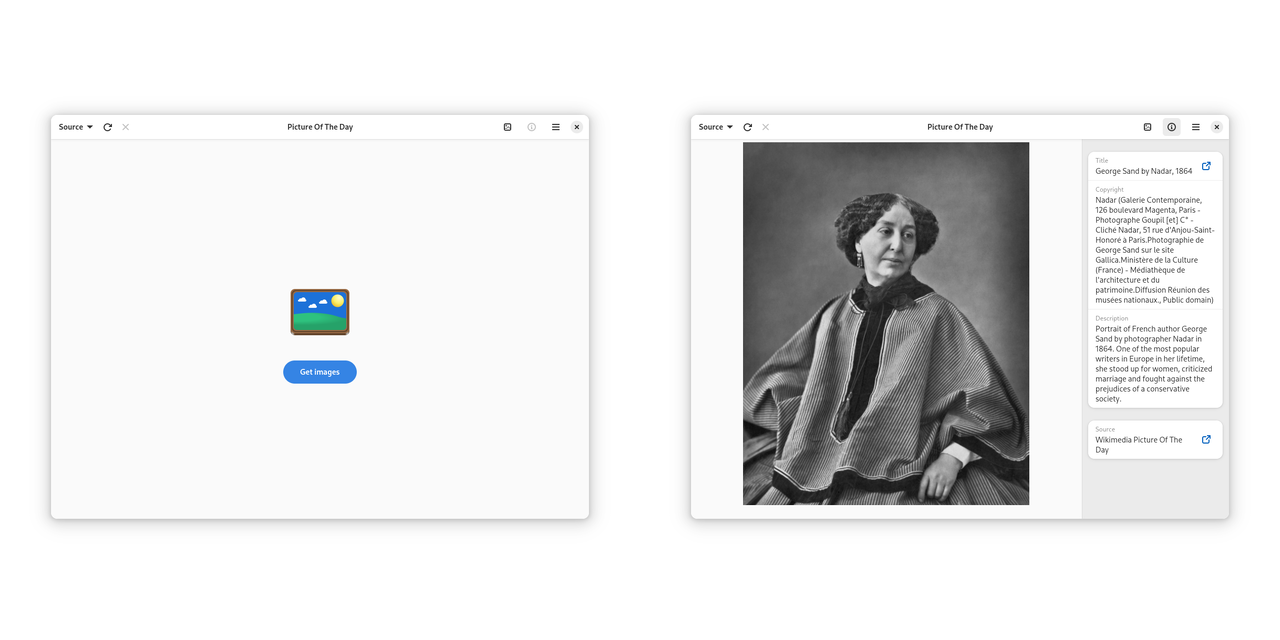 Source
Picture Of The Day
Get images
Source
Picture Of The Day
Title
George Sand by Nadar, 1864
Copyright
Nadar (Galerie Contemporaine,
126 boulevard Magenta, Paris -
Photographe Goupil [et] C° -
Cliché Nadar, 51 rue d'Anjou-Saint-
Honoré à Paris.Photographie de
George Sand sur le site
Gallica.Ministère de la Culture
(France) - Médiathèque de
l'architecture et du
patrimoine.Diffusion Réunion des
musées nationaux., Public domain)
Description
Portrait of French author George
Sand by photographer Nadar in
1864. One of the most popular
writers in Europe in her lifetime,
she stood up for women, criticized
marriage and fought against the
prejudices of a conservative
society.
Source
Wikimedia Picture Of The
Day